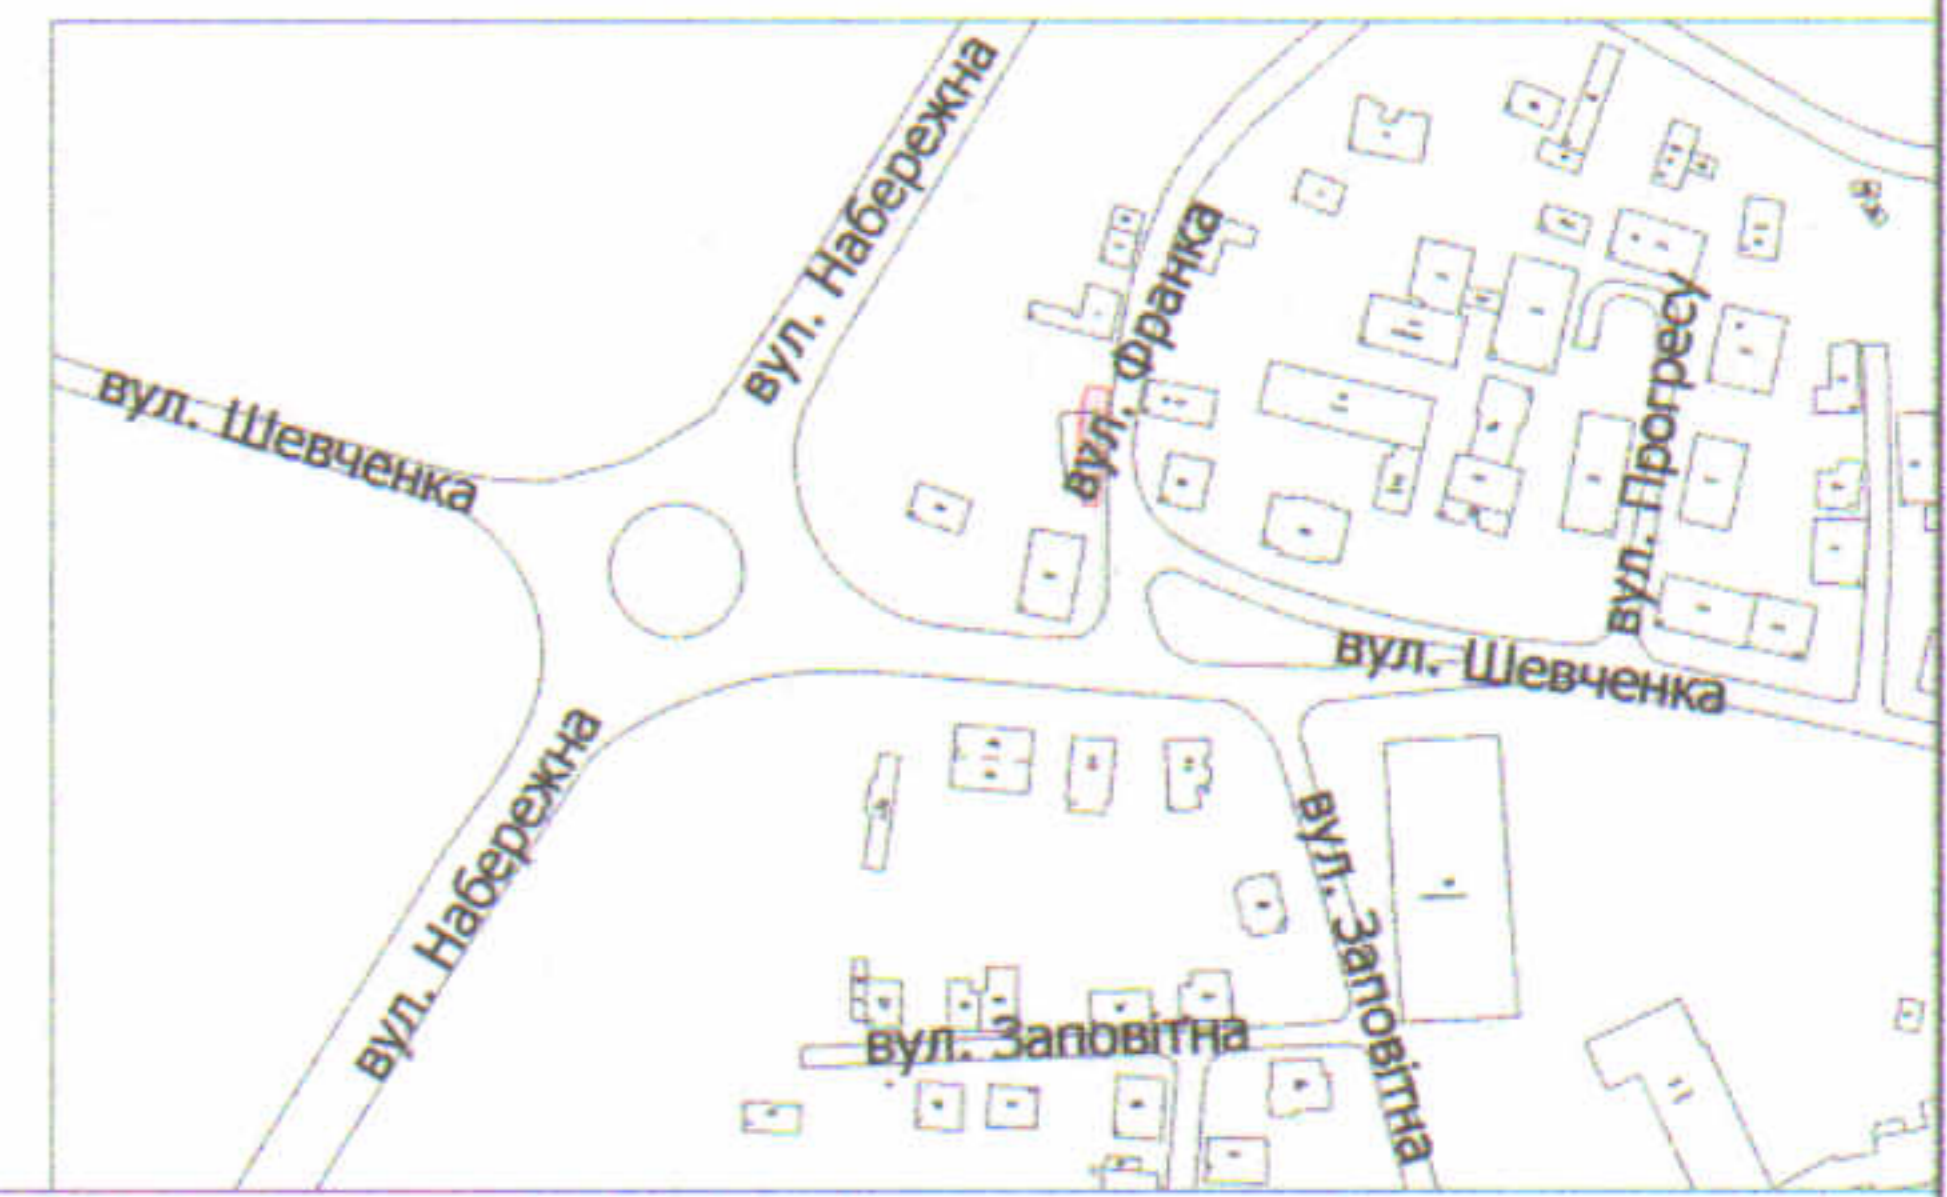 вул. Набережна
вул. Франка
вул. Прогресу
вул. Шевченка
вул. Шевченка
вул. Набережна
вул. Заповітна
вул. Заповітна